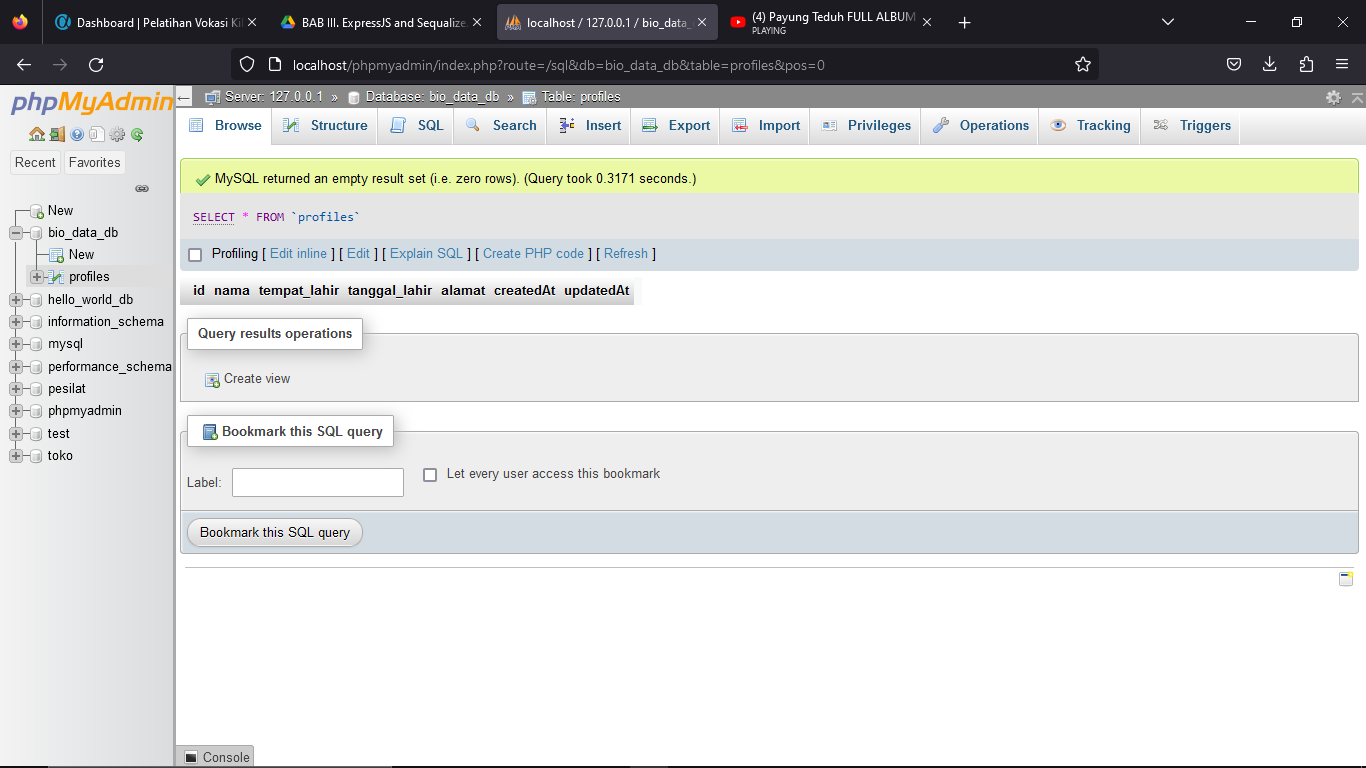 Dashboard | Pelatihan Vokasi Ki
BAB III. ExpressJS and Sequalize
localhost / 127.0.0.1 / bio_data_
(4) Payung Teduh FULL ALBUM
PLAYING
localhost/phpmyadmin/index.php?route=/sql&db=bio_data_db&table=profiles&pos=0
phpMyAdmin
Recent
Favorites
New
bio_data_db
New
profiles
hello_world_db
information_schema
mysql
performance_schema
pesilat
phpmyadmin
test
toko
Server: 127.0.0.1 » Database: bio_data_db » Table: profiles
Browse Structure SQL Search Insert Export Import Privileges Operations Tracking Triggers
MySQL returned an empty result set (i.e. zero rows). (Query took 0.3171 seconds.)
SELECT * FROM `profiles`
Profiling [ Edit inline ] [ Edit ] [ Explain SQL ] [ Create PHP code ] [ Refresh ]
id nama tempat_lahir tanggal_lahir alamat createdAt updatedAt
Query results operations
Create view
Bookmark this SQL query
Label:
Let every user access this bookmark
Bookmark this SQL query
Console